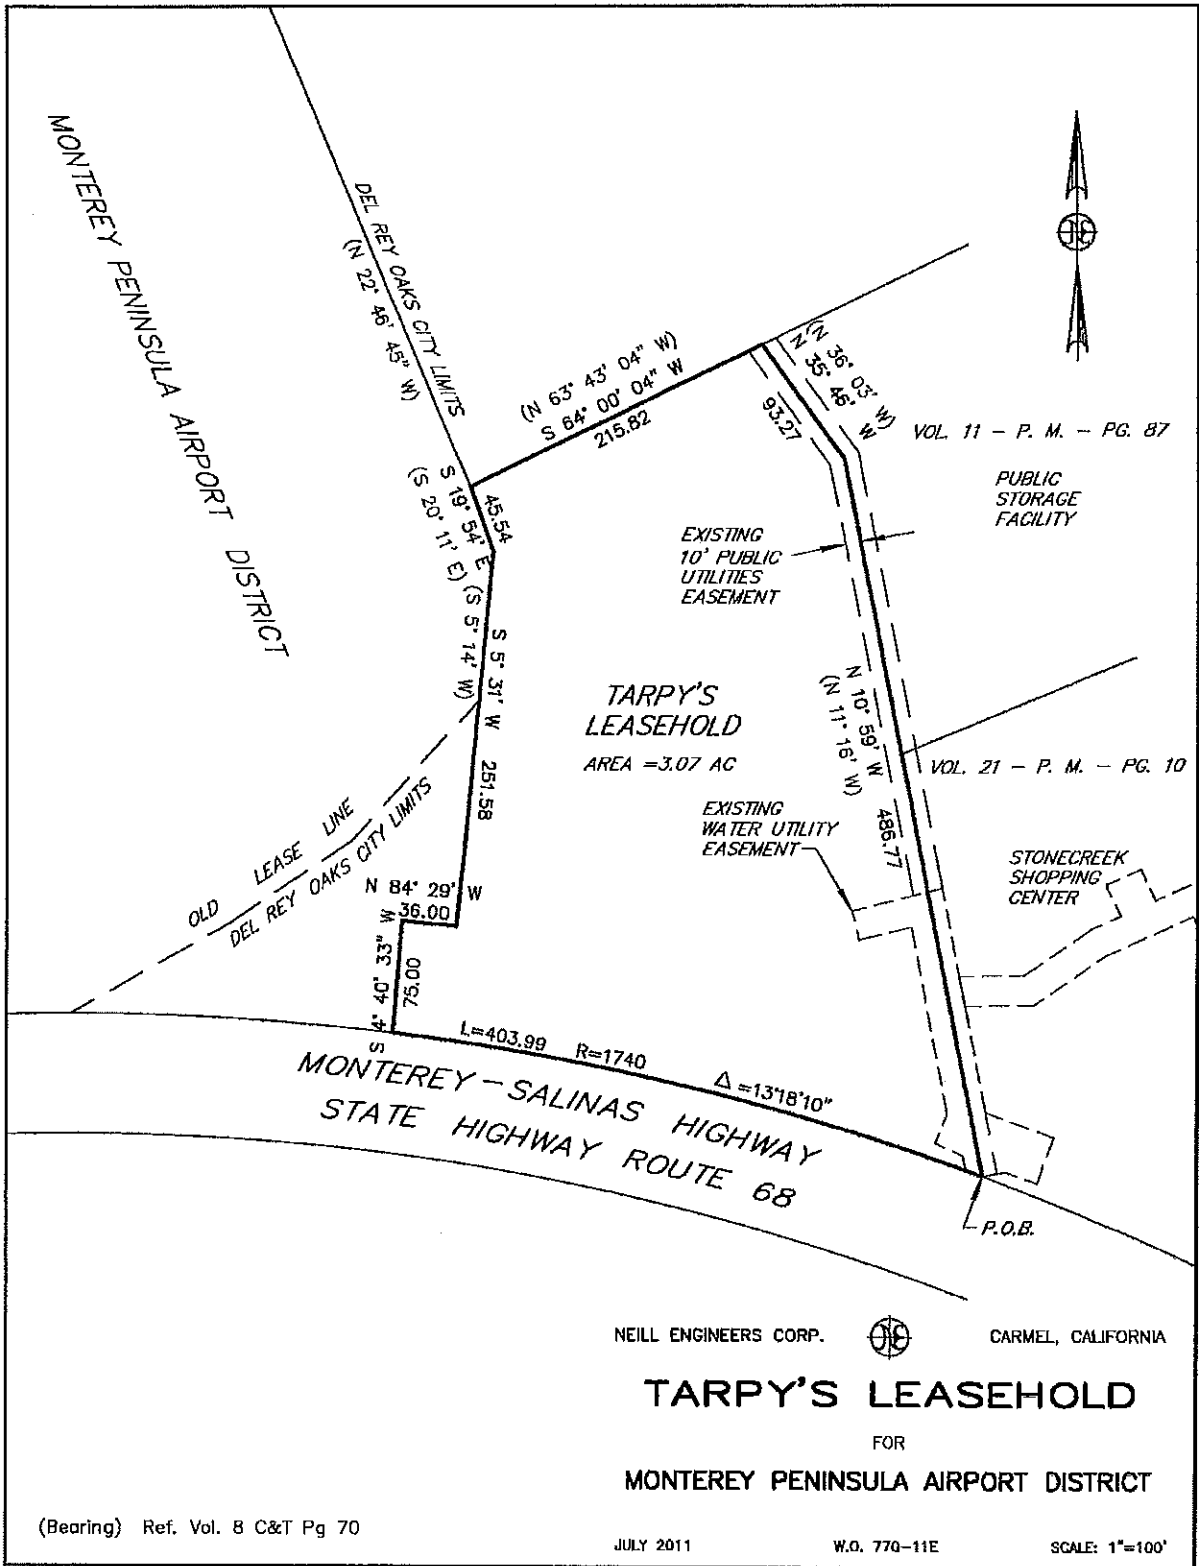 MONTEREY PENINSULA AIRPORT DISTRICT
DEL REY OAKS CITY LIMITS
(N 22° 46' 45" W)
(N 63° 43' 04" W)
S 64° 00' 04" W
215.82
(N 36° 03' W)
N 35° 46' W
93.27
VOL. 11 - P. M. - PG. 87
PUBLIC
STORAGE
FACILITY
45.54
S 19° 54' E
(S 20° 11' E)
EXISTING
10' PUBLIC
UTILITIES
EASEMENT
(S 5° 14' W)
S 5° 31' W 251.58
TARPY'S
LEASEHOLD
AREA =3.07 AC
N 10° 59' W 486.77
(N 11° 16' W)
VOL. 21 - P. M. - PG. 10
EXISTING
WATER UTILITY
EASEMENT
STONECREEK
SHOPPING
CENTER
OLD LEASE LINE
DEL REY OAKS CITY LIMITS
N 84° 29' W
36.00
S 4° 40' 33" W
75.00
L=403.99 R=1740 Δ =13°18'10"
MONTEREY - SALINAS HIGHWAY
STATE HIGHWAY ROUTE 68
P.O.B.
NEILL ENGINEERS CORP. CARMEL, CALIFORNIA
TARPY'S LEASEHOLD
FOR
MONTEREY PENINSULA AIRPORT DISTRICT
(Bearing) Ref. Vol. 8 C&T Pg 70
JULY 2011 W.O. 770-11E SCALE: 1"=100'